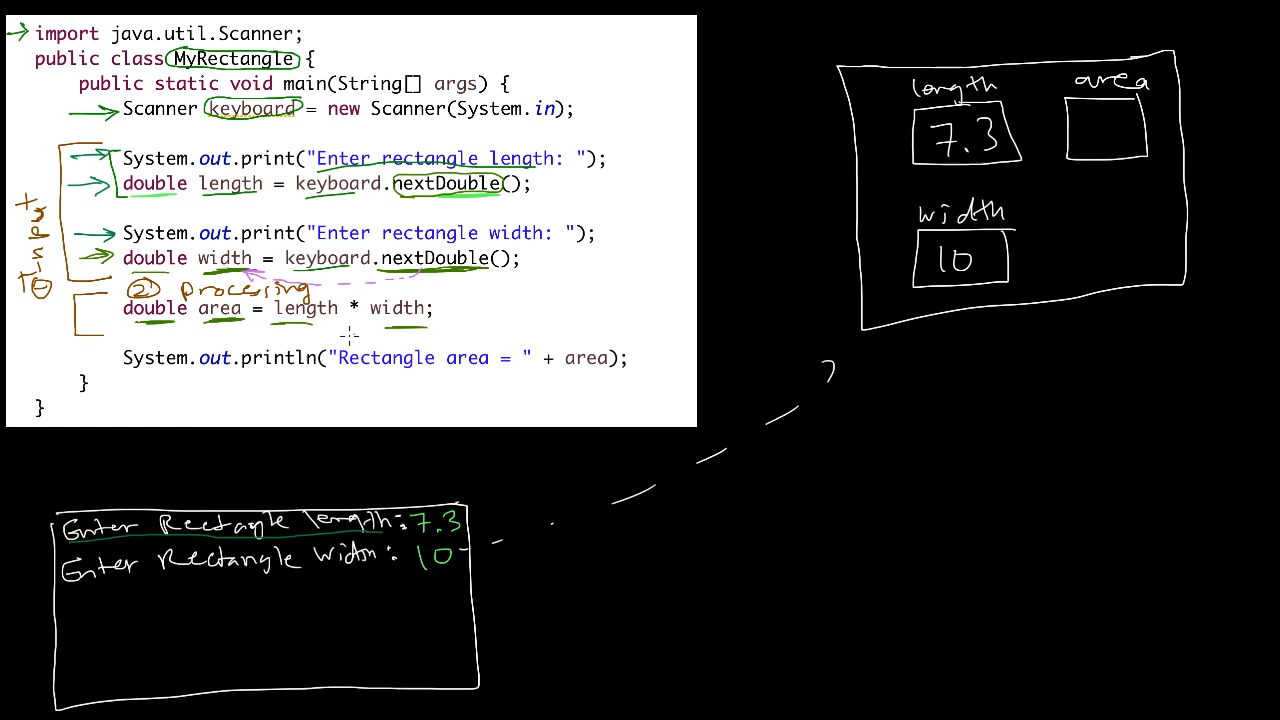 import java.util.Scanner;
public class MyRectangle {
public static void main(String[] args) {
Scanner keyboard = new Scanner(System.in);
System.out.print("Enter rectangle length: ");
double length = keyboard.nextDouble();
System.out.print("Enter rectangle width: ");
double width = keyboard.nextDouble();
② processing
double area = length * width;
System.out.println("Rectangle area = " + area);
}
}
① Input
length area
7.3
width
10
Enter Rectangle length: 7.3
Enter Rectangle Width: 10